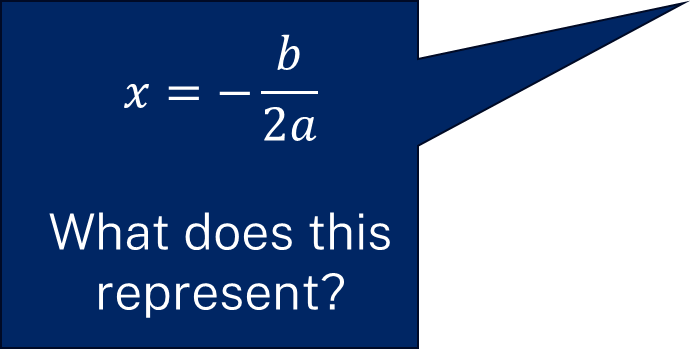 x = − b / 2a
What does this
represent?